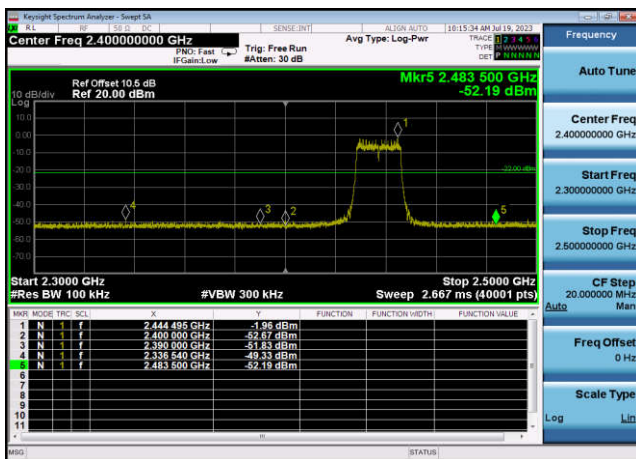 Keysight Spectrum Analyzer - Swept SA
RL RF 50 Ω DC SENSE:INT ALIGN AUTO 10:15:34 AM Jul 19, 2023
Center Freq 2.400000000 GHz
PNO: Fast
IFGain:Low
Trig: Free Run
#Atten: 30 dB
Avg Type: Log-Pwr
TRACE 1 2 3 4 5 6
TYPE M WWWWW
DET P NNNNN
Ref Offset 10.5 dB
10 dB/div Ref 20.00 dBm
Log
Mkr5 2.483 500 GHz
-52.19 dBm
10.0
0.00
-10.0
-20.0
-30.0
-40.0
-50.0
-60.0
-70.0
1
-22.00 dBm
4
3
2
5
Start 2.3000 GHz Stop 2.5000 GHz
#Res BW 100 kHz #VBW 300 kHz Sweep 2.667 ms (40001 pts)
MKR MODE TRC SCL X Y FUNCTION FUNCTION WIDTH FUNCTION VALUE
1 N 1 f 2.444 495 GHz -1.96 dBm
2 N 1 f 2.400 000 GHz -52.67 dBm
3 N 1 f 2.390 000 GHz -51.83 dBm
4 N 1 f 2.336 540 GHz -49.33 dBm
5 N 1 f 2.483 500 GHz -52.19 dBm
6
7
8
9
10
11
MSG STATUS
Frequency
Auto Tune
Center Freq
2.400000000 GHz
Start Freq
2.300000000 GHz
Stop Freq
2.500000000 GHz
CF Step
20.000000 MHz
Auto Man
Freq Offset
0 Hz
Scale Type
Log Lin